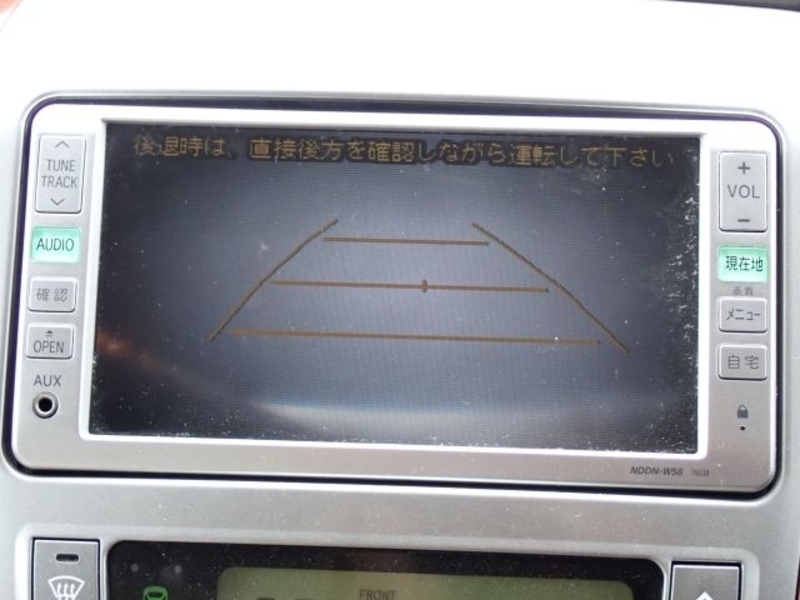 後退時は、直接後方を確認しながら運転して下さい
TUNE
TRACK
AUDIO
確認
OPEN
AUX
+
VOL
−
現在地
画質
メニュー
自宅
NDDN-W58
FRONT